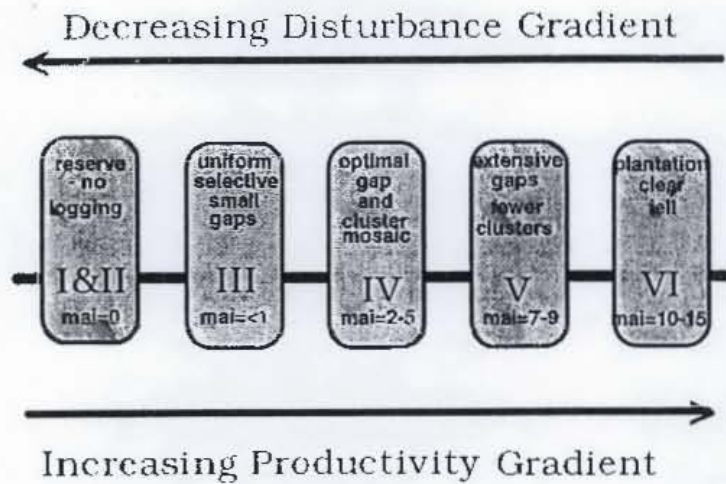 Decreasing Disturbance Gradient
reserve
- no
logging
I&II
mai=0
uniform
selective
small
gaps
III
mai=<1
optimal
gap
and
cluster
mosaic
IV
mai=2-5
extensive
gaps
fewer
clusters
V
mai=7-9
plantation
clear
fell
VI
mai=10-15
Increasing Productivity Gradient